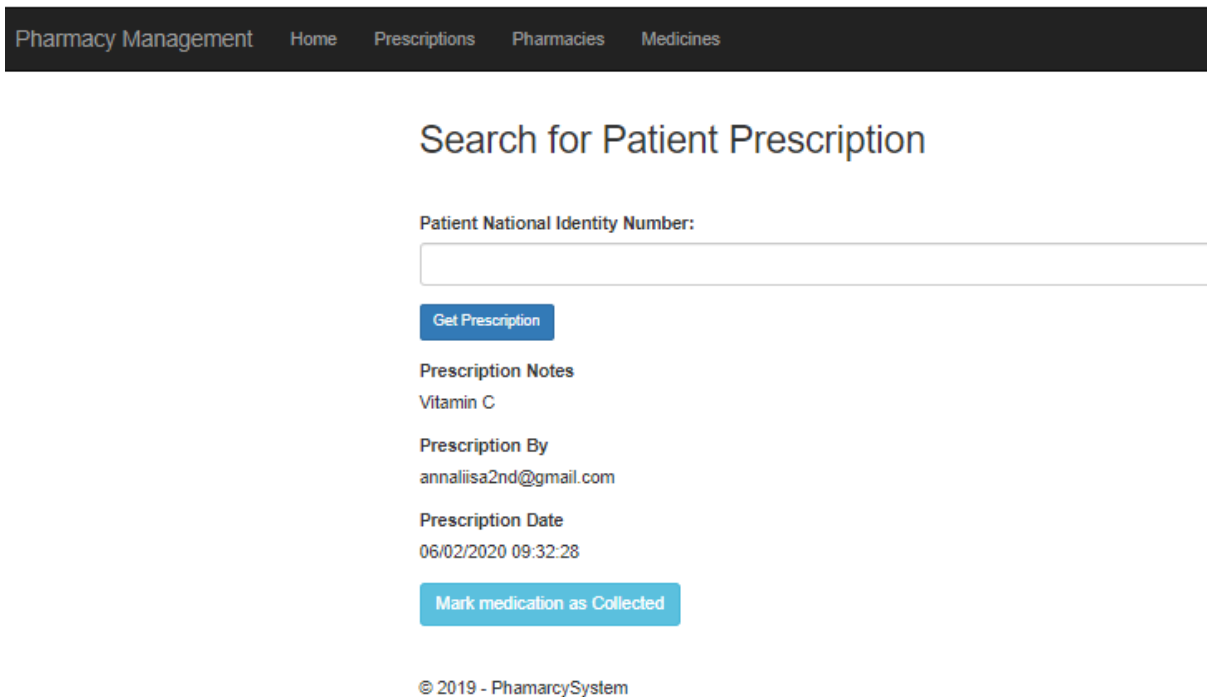 Pharmacy Management Home Prescriptions Pharmacies Medicines
Search for Patient Prescription
Patient National Identity Number:
Get Prescription
Prescription Notes
Vitamin C
Prescription By
annaliisa2nd@gmail.com
Prescription Date
06/02/2020 09:32:28
Mark medication as Collected
© 2019 - PhamarcySystem